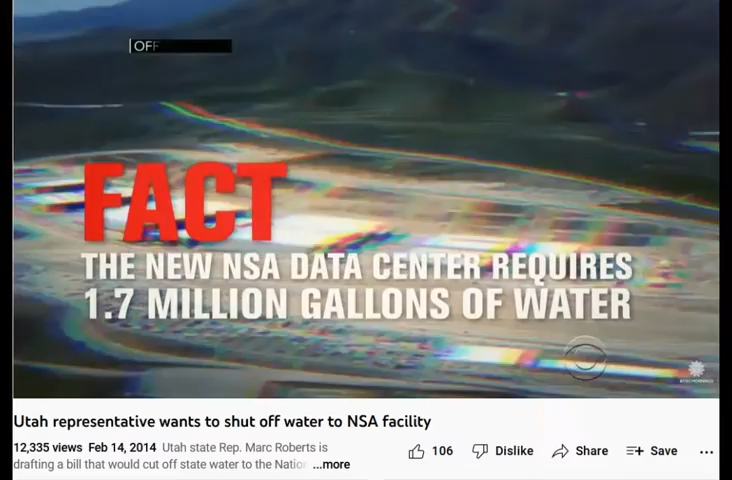 OFF
FACT
THE NEW NSA DATA CENTER REQUIRES
1.7 MILLION GALLONS OF WATER
Utah representative wants to shut off water to NSA facility
12,335 views Feb 14, 2014 Utah state Rep. Marc Roberts is
drafting a bill that would cut off state water to the Natio ...more
106 Dislike Share Save